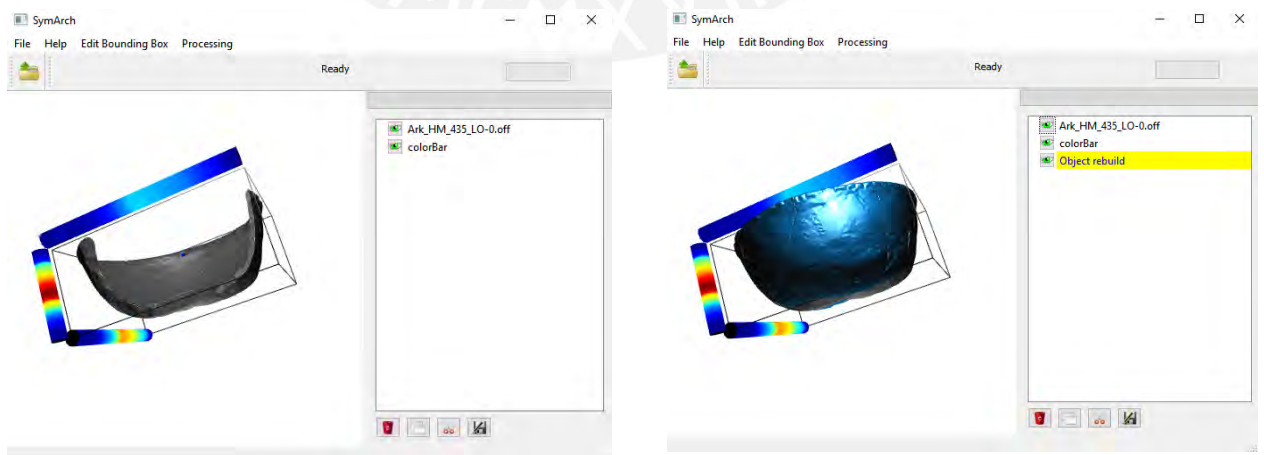 SymArch
File Help Edit Bounding Box Processing
Ready
Ark_HM_435_LO-0.off
colorBar
SymArch
File Help Edit Bounding Box Processing
Ready
Ark_HM_435_LO-0.off
colorBar
Object rebuild